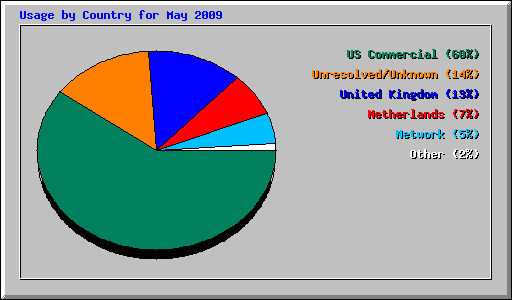 Usage by Country for May 2009
US Commercial (60%)
Unresolved/Unknown (14%)
United Kingdom (13%)
Netherlands (7%)
Network (5%)
Other (2%)